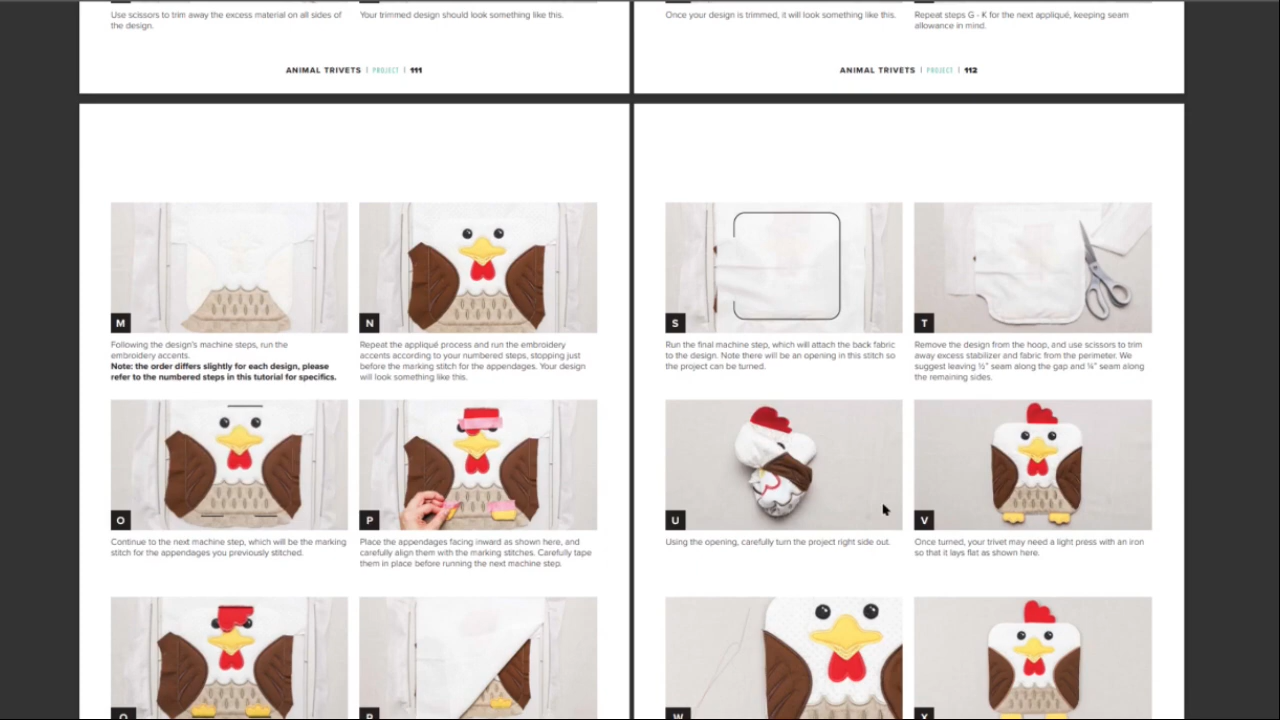 Use scissors to trim away the excess material on all sides of
the design.
Your trimmed design should look something like this.
ANIMAL TRIVETS | PROJECT | 111
Once your design is trimmed, it will look something like this.
Repeat steps G - K for the next appliqué, keeping seam
allowance in mind.
ANIMAL TRIVETS | PROJECT | 112
M
Following the design's machine steps, run the
embroidery accents.
Note: the order differs slightly for each design, please
refer to the numbered steps in this tutorial for specifics.
N
Repeat the appliqué process and run the embroidery
accents according to your numbered steps, stopping just
before the marking stitch for the appendages. Your design
will look something like this.
O
Continue to the next machine step, which will be the marking
stitch for the appendages you previously stitched.
P
Place the appendages facing inward as shown here, and
carefully align them with the marking stitches. Carefully tape
them in place before running the next machine step.
Q
R
S
Run the final machine step, which will attach the back fabric
to the design. Note there will be an opening in this stitch so
the project can be turned.
T
Remove the design from the hoop, and use scissors to trim
away excess stabilizer and fabric from the perimeter. We
suggest leaving ½" seam along the gap and ¼" seam along
the remaining sides.
U
Using the opening, carefully turn the project right side out.
V
Once turned, your trivet may need a light press with an iron
so that it lays flat as shown here.
W
X